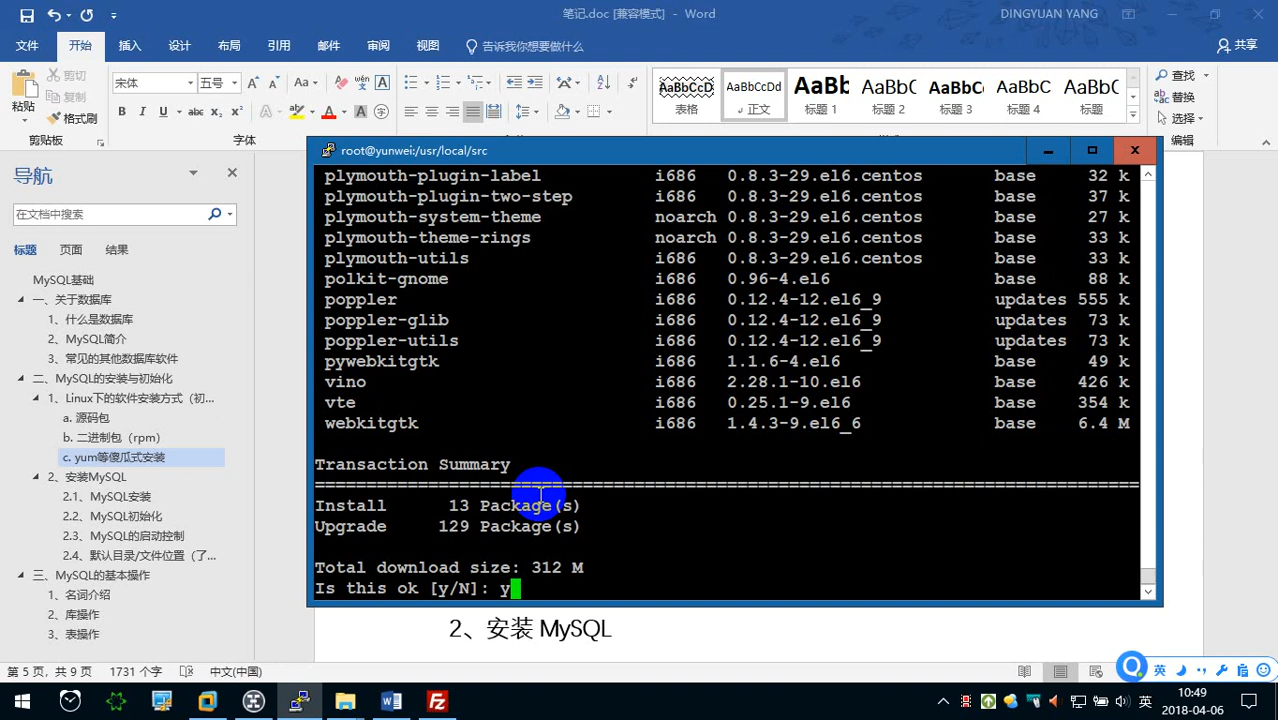 笔记.doc [兼容模式] - Word
DINGYUAN YANG
文件 开始 插入 设计 布局 引用 邮件 审阅 视图 告诉我你想要做什么 共享
粘贴 剪切 复制 格式刷
剪贴板
宋体 五号
字体
AaBbCcD 表格
AaBbCcDd 正文
AaBb 标题 1
AaBbC 标题 2
AaBbC 标题 3
AaBbC 标题 4
AaBbC 标题
查找
替换
选择
编辑
导航
在文档中搜索
标题 页面 结果
MySQL基础
一、关于数据库
1、什么是数据库
2、MySQL简介
3、常见的其他数据库软件
二、MySQL的安装与初始化
1、Linux下的软件安装方式（初...
a. 源码包
b. 二进制包（rpm）
c. yum等傻瓜式安装
2、安装MySQL
2.1、MySQL安装
2.2、MySQL初始化
2.3、MySQL的启动控制
2.4、默认目录/文件位置（了...
三、MySQL的基本操作
1、名词介绍
2、库操作
3、表操作
root@yunwei:/usr/local/src
plymouth-plugin-label i686 0.8.3-29.el6.centos base 32 k
plymouth-plugin-two-step i686 0.8.3-29.el6.centos base 37 k
plymouth-system-theme noarch 0.8.3-29.el6.centos base 27 k
plymouth-theme-rings noarch 0.8.3-29.el6.centos base 33 k
plymouth-utils i686 0.8.3-29.el6.centos base 33 k
polkit-gnome i686 0.96-4.el6 base 88 k
poppler i686 0.12.4-12.el6_9 updates 555 k
poppler-glib i686 0.12.4-12.el6_9 updates 73 k
poppler-utils i686 0.12.4-12.el6_9 updates 73 k
pywebkitgtk i686 1.1.6-4.el6 base 49 k
vino i686 2.28.1-10.el6 base 426 k
vte i686 0.25.1-9.el6 base 354 k
webkitgtk i686 1.4.3-9.el6_6 base 6.4 M
Transaction Summary
================================================================================
Install 13 Package(s)
Upgrade 129 Package(s)
Total download size: 312 M
Is this ok [y/N]: y
2、安装 MySQL
第 5 页，共 9 页 1731 个字 中文(中国)
英
英
10:49
2018-04-06